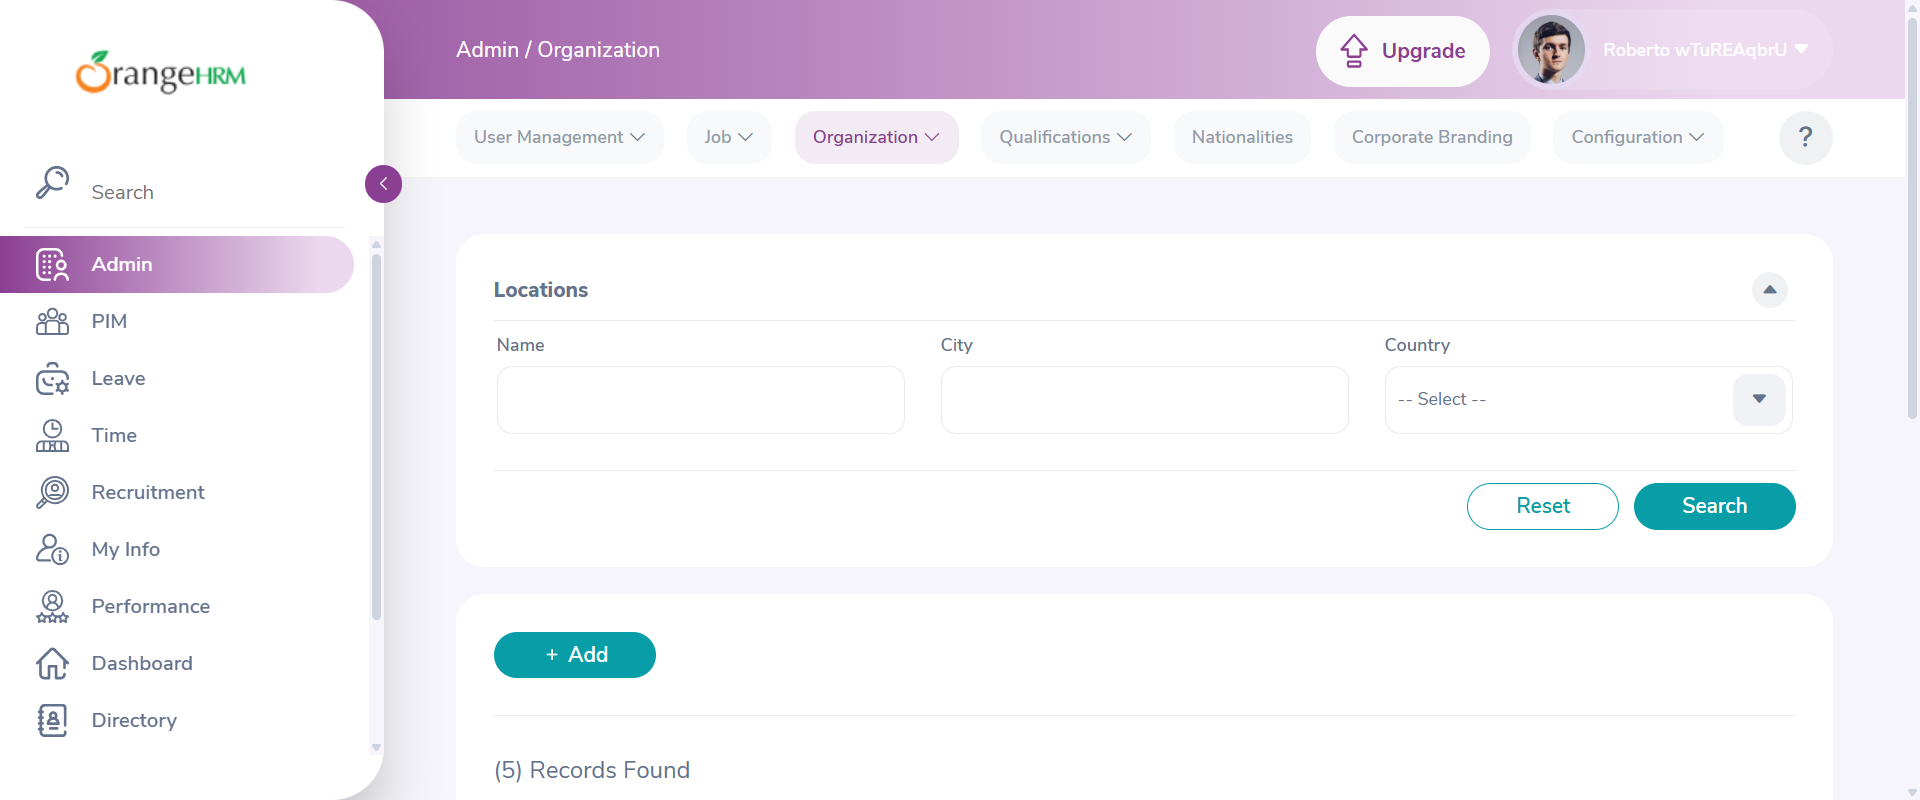 OrangeHRM
Search
Admin
PIM
Leave
Time
Recruitment
My Info
Performance
Dashboard
Directory
Admin / Organization
Upgrade
Roberto wTuREAqbrU
User Management
Job
Organization
Qualifications
Nationalities
Corporate Branding
Configuration
?
Locations
Name
City
Country
-- Select --
Reset
Search
+ Add
(5) Records Found